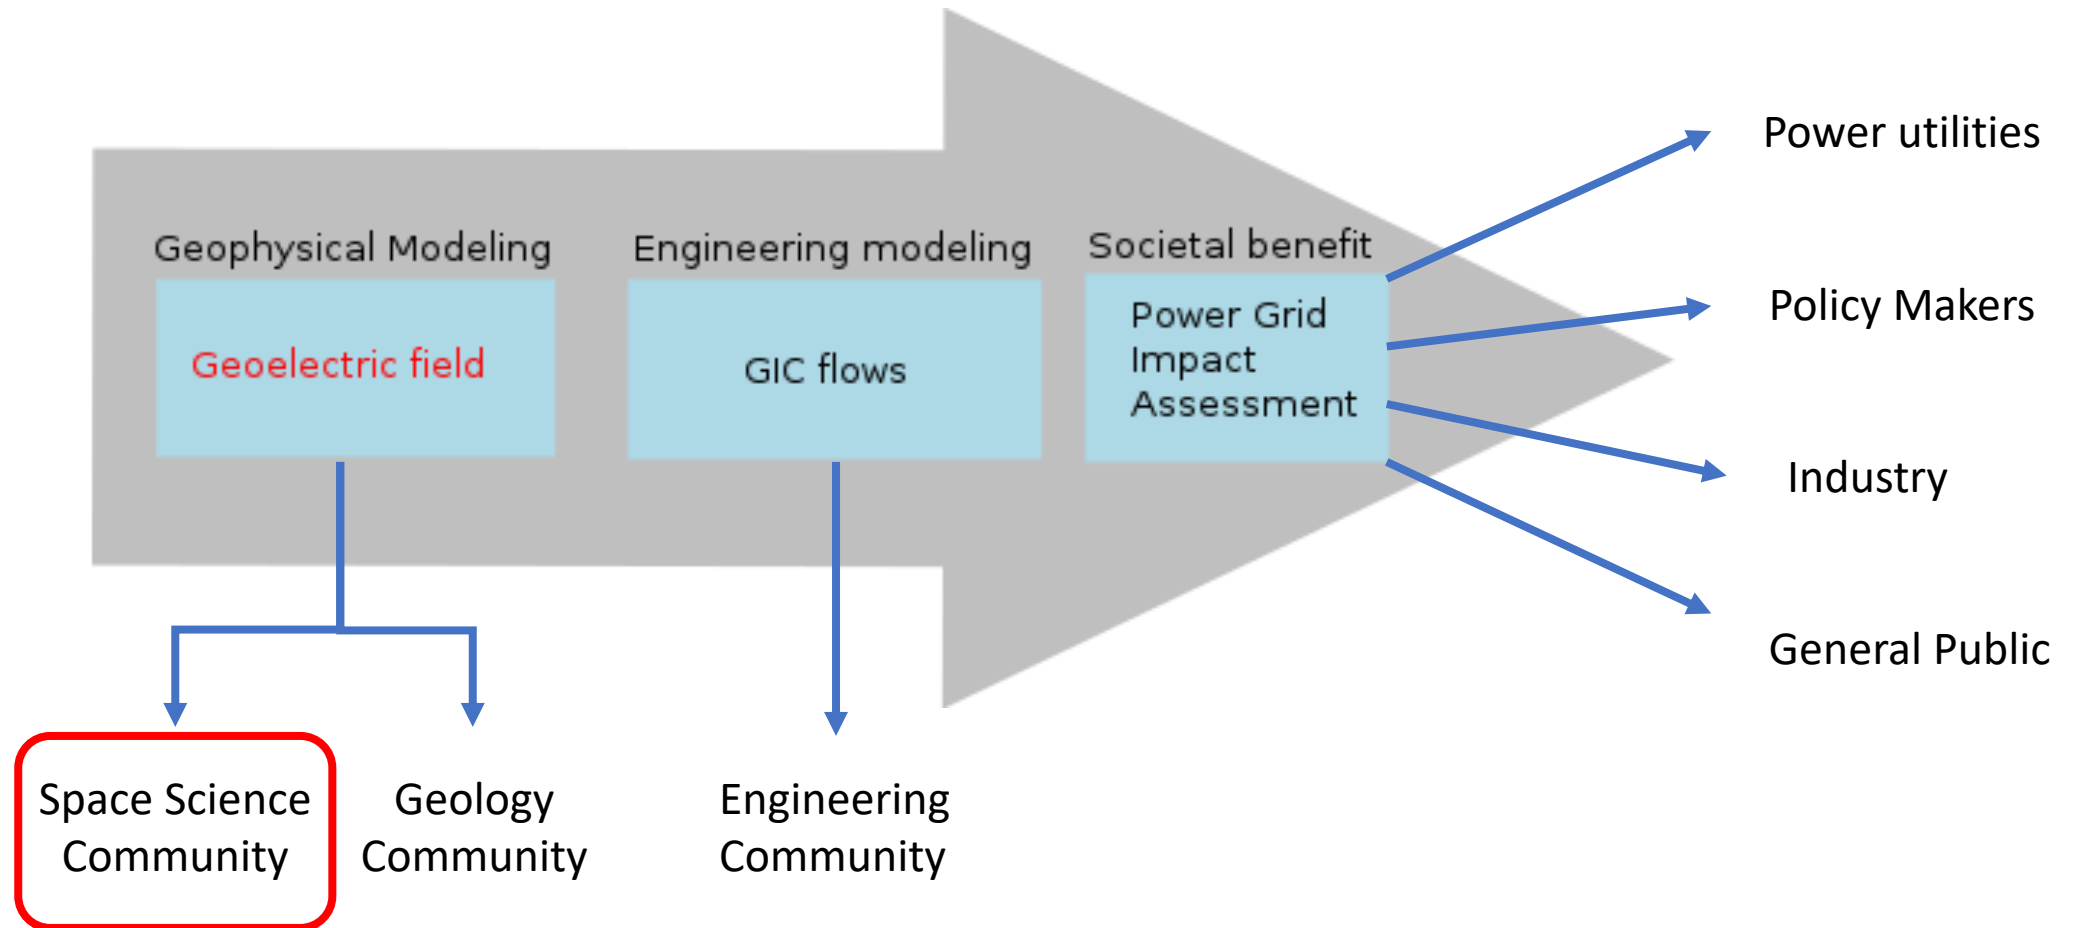 Geophysical Modeling
Geoelectric field
Engineering modeling
GIC flows
Societal benefit
Power Grid
Impact
Assessment
Power utilities
Policy Makers
Industry
General Public
Space Science
Community
Geology
Community
Engineering
Community